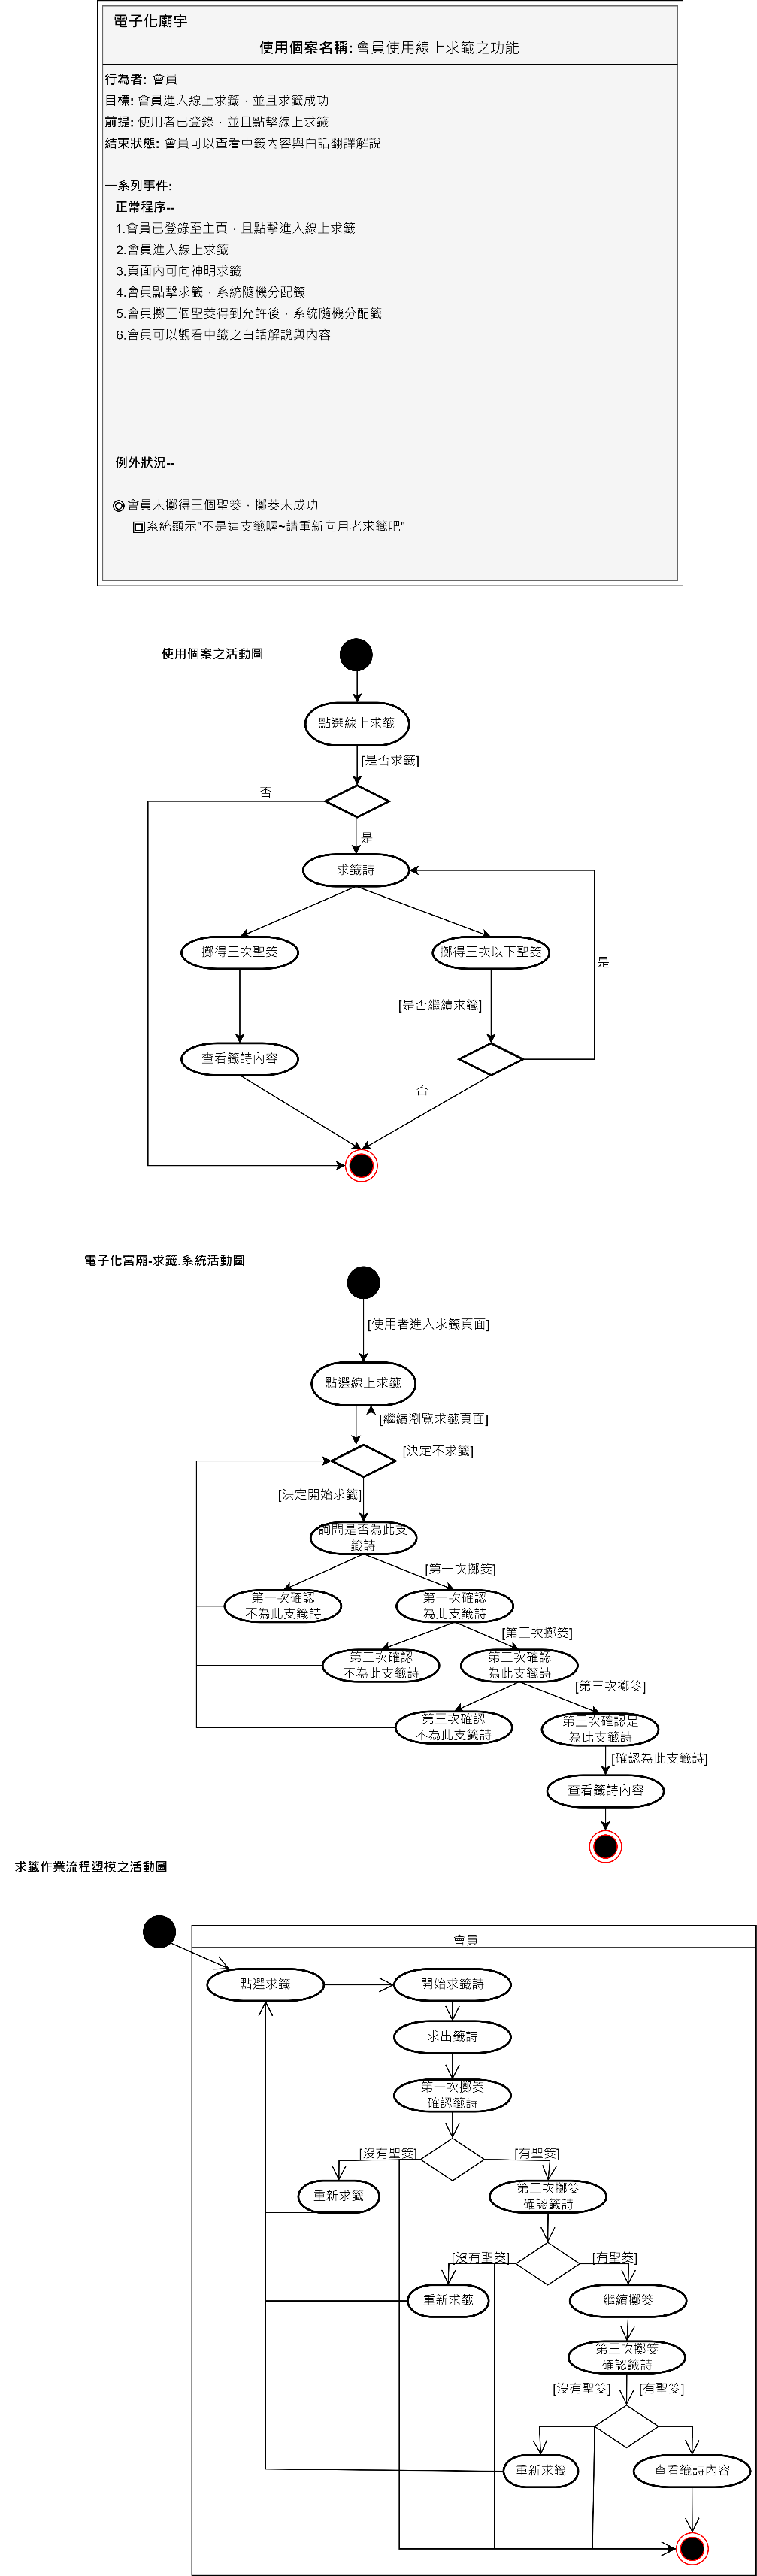 電子化廟宇
使用個案名稱: 會員使用線上求籤之功能
行為者: 會員
目標: 會員進入線上求籤，並且求籤成功
前提: 使用者已登錄，並且點擊線上求籤
結束狀態: 會員可以查看中籤內容與白話翻譯解說
一系列事件:
正常程序--
1.會員已登錄至主頁，且點擊進入線上求籤
2.會員進入線上求籤
3.頁面內可向神明求籤
4.會員點擊求籤，系統隨機分配籤
5.會員擲三個聖茭得到允許後，系統隨機分配籤
6.會員可以觀看中籤之白話解說與內容
例外狀況--
◎會員未擲得三個聖筊，擲茭未成功
回系統顯示"不是這支籤喔~請重新向月老求籤吧"
使用個案之活動圖
點選線上求籤
[是否求籤]
否
是
求籤詩
擲得三次聖筊
擲得三次以下聖筊
是
[是否繼續求籤]
查看籤詩內容
否
電子化宮廟-求籤.系統活動圖
[使用者進入求籤頁面]
點選線上求籤
[繼續瀏覽求籤頁面]
[決定不求籤]
[決定開始求籤]
詢問是否為此支
籤詩
[第一次擲筊]
第一次確認
不為此支籤詩
第一次確認
為此支籤詩
[第二次擲筊]
第二次確認
不為此支籤詩
第二次確認
為此支籤詩
[第三次擲筊]
第三次確認
不為此支籤詩
第三次確認是
為此支籤詩
[確認為此支籤詩]
查看籤詩內容
求籤作業流程塑模之活動圖
會員
點選求籤
開始求籤詩
求出籤詩
第一次擲筊
確認籤詩
[沒有聖筊]
[有聖筊]
重新求籤
第二次擲筊
確認籤詩
[沒有聖筊]
[有聖筊]
重新求籤
繼續擲筊
第三次擲筊
確認籤詩
[沒有聖筊]
[有聖筊]
重新求籤
查看籤詩內容